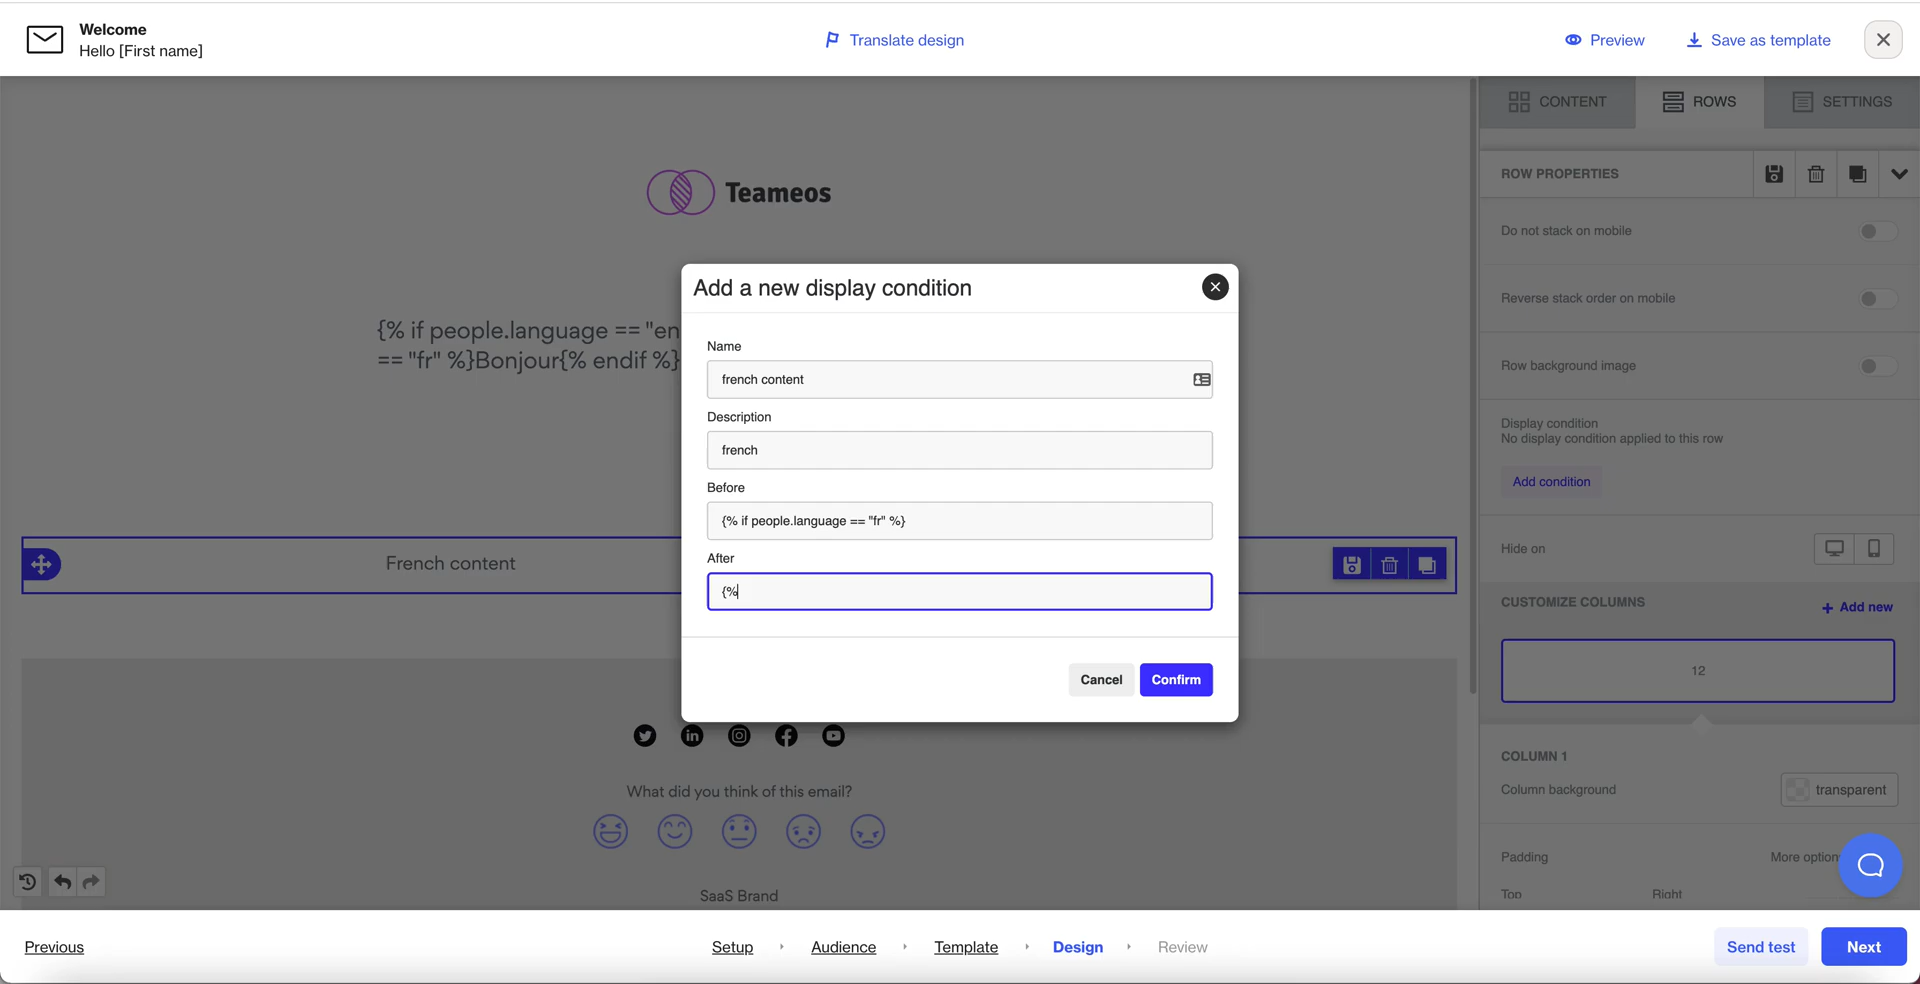 Welcome
Hello [First name]
Translate design
Preview
Save as template
CONTENT
ROWS
SETTINGS
Teameos
{% if people.language == "en
== "fr" %}Bonjour{% endif %}
French content
Add a new display condition
Name
french content
Description
french
Before
{% if people.language == "fr" %}
After
{%
Cancel
Confirm
ROW PROPERTIES
Do not stack on mobile
Reverse stack order on mobile
Row background image
Display condition
No display condition applied to this row
Add condition
Hide on
CUSTOMIZE COLUMNS
+ Add new
12
COLUMN 1
Column background
transparent
Padding
More option
Top
Right
What did you think of this email?
SaaS Brand
Previous
Setup
Audience
Template
Design
Review
Send test
Next